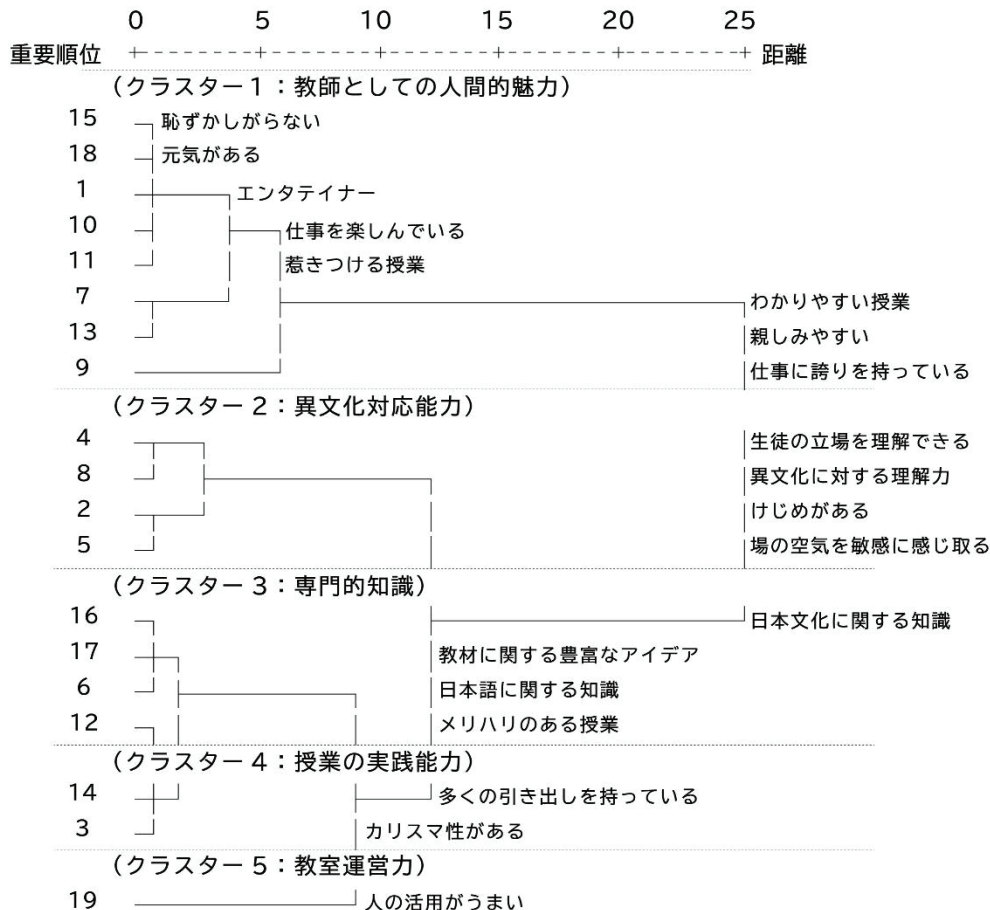 0 5 10 15 20 25
重要順位 距離
(クラスター1:教師としての人間的魅力)
15 恥ずかしがらない
18 元気がある
1 エンタテイナー
10 仕事を楽しんでいる
11 惹きつける授業
7 わかりやすい授業
13 親しみやすい
9 仕事に誇りを持っている
(クラスター2:異文化対応能力)
4 生徒の立場を理解できる
8 異文化に対する理解力
2 けじめがある
5 場の空気を敏感に感じ取る
(クラスター3:専門的知識)
16 日本文化に関する知識
17 教材に関する豊富なアイデア
6 日本語に関する知識
12 メリハリのある授業
(クラスター4:授業の実践能力)
14 多くの引き出しを持っている
3 カリスマ性がある
(クラスター5:教室運営力)
19 人の活用がうまい